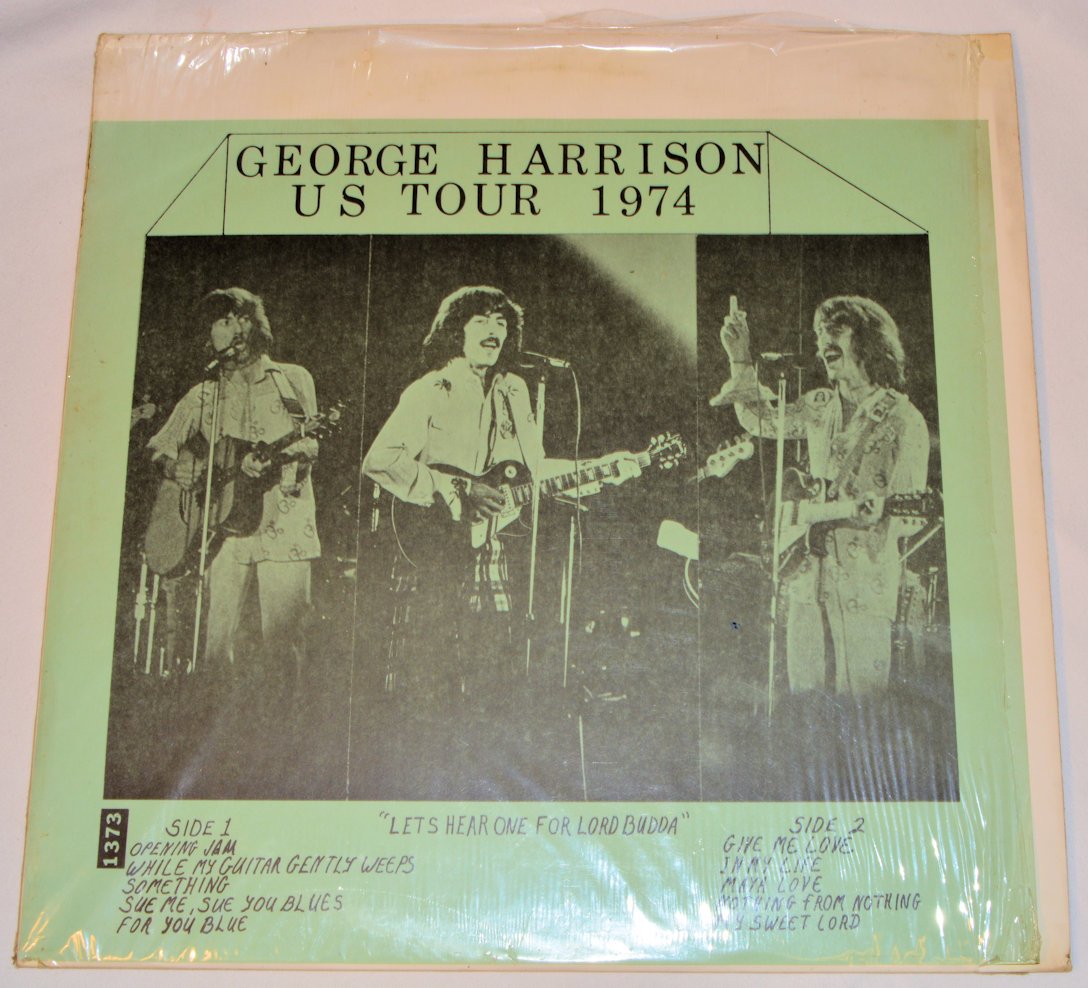 GEORGE HARRISON
US TOUR 1974
1373
SIDE 1
OPENING JAM
WHILE MY GUITAR GENTLY WEEPS
SOMETHING
SUE ME, SUE YOU BLUES
FOR YOU BLUE
"LETS HEAR ONE FOR LORD BUDDA"
SIDE 2
GIVE ME LOVE
IN MY LIFE
MAYA LOVE
NOTHING FROM NOTHING
MY SWEET LORD